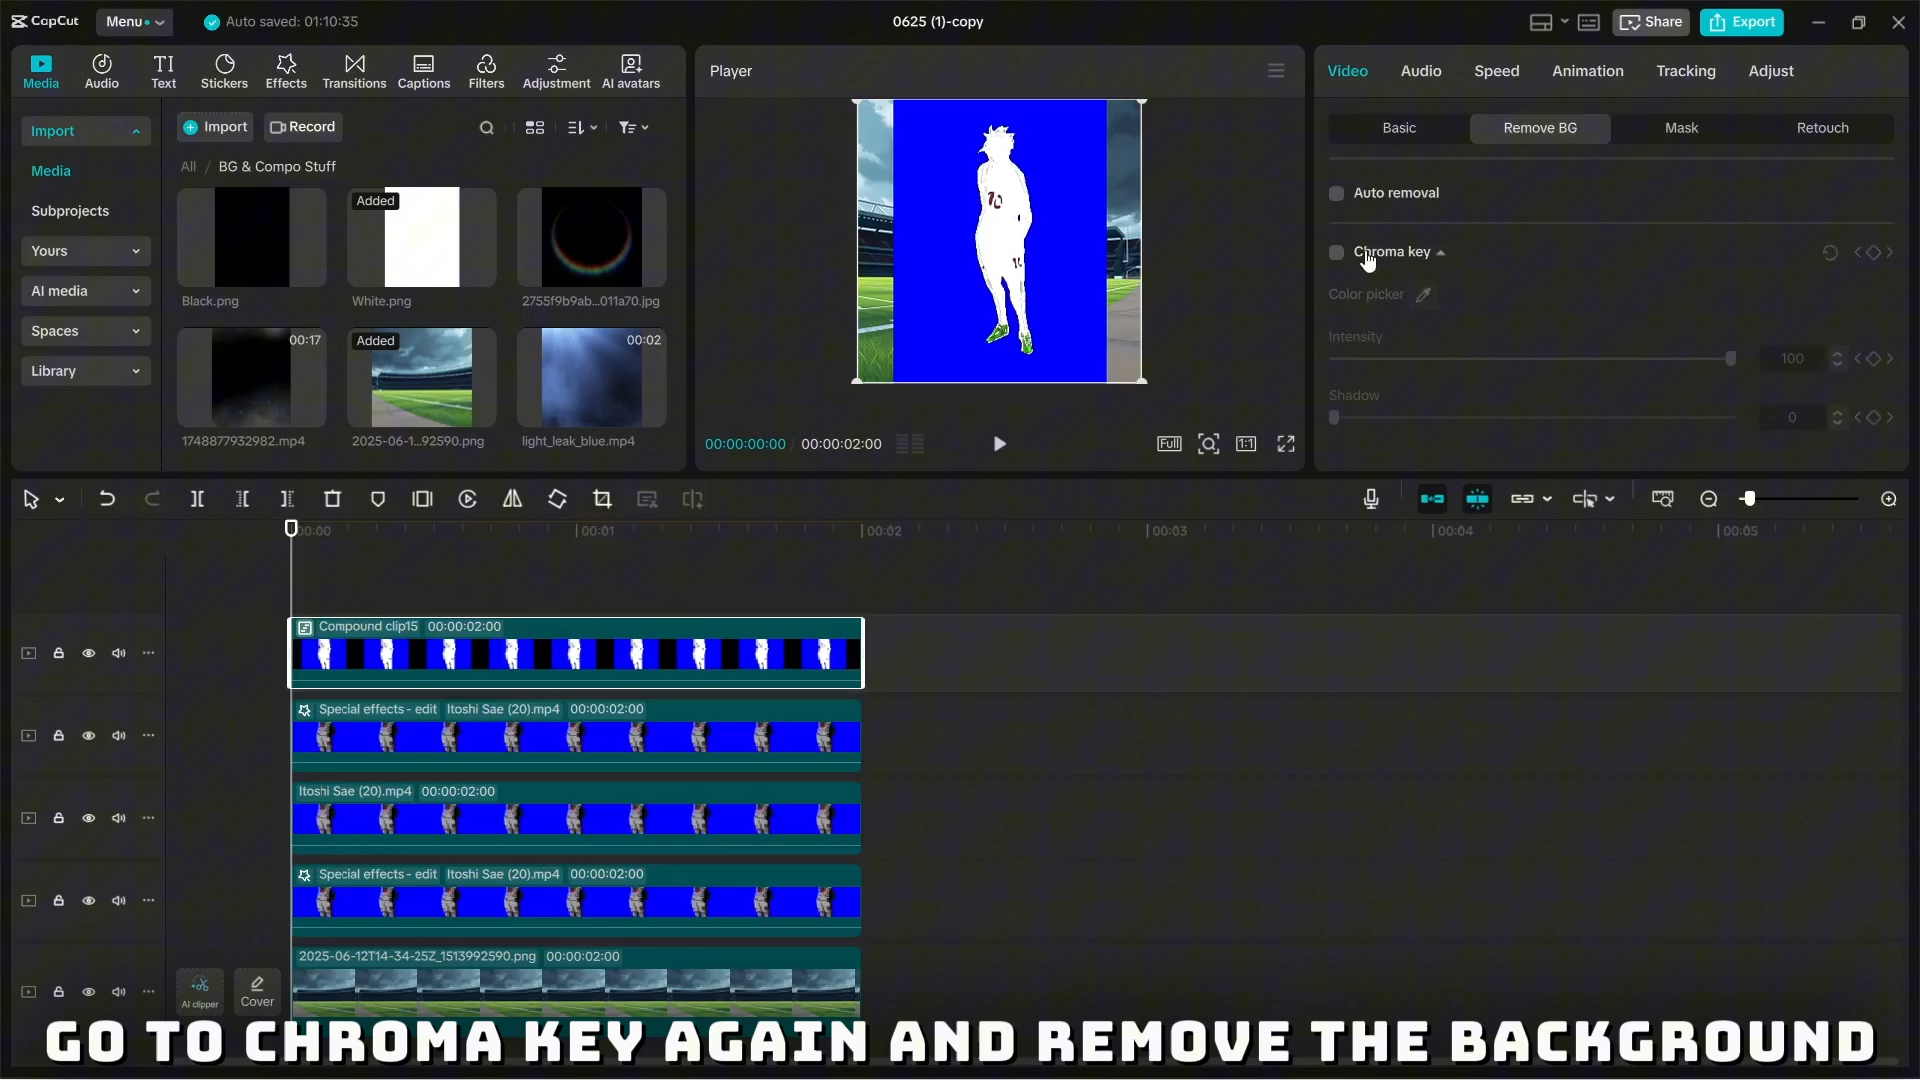 CapCut
Menu
Auto saved: 01:10:35
0625 (1)-copy
Share
Export
Media
Audio
Text
Stickers
Effects
Transitions
Captions
Filters
Adjustment
AI avatars
Import
Media
Subprojects
Yours
AI media
Spaces
Library
Import
Record
All / BG & Compo Stuff
Added
Black.png
White.png
2755f9b9ab...011a70.jpg
00:17
Added
00:02
1748877932982.mp4
2025-06-1...92590.png
light_leak_blue.mp4
Player
10
00:00:00:00 / 00:00:02:00
Full
1:1
Video
Audio
Speed
Animation
Tracking
Adjust
Basic
Remove BG
Mask
Retouch
Auto removal
Chroma key
Color picker
Intensity
100
Shadow
0
00:00
00:01
00:02
00:03
00:04
00:05
Compound clip15 00:00:02:00
Special effects - edit Itoshi Sae (20).mp4 00:00:02:00
Itoshi Sae (20).mp4 00:00:02:00
Special effects - edit Itoshi Sae (20).mp4 00:00:02:00
2025-06-12T14-34-25Z_1513992590.png 00:00:02:00
AI clipper
Cover
GO TO CHROMA KEY AGAIN AND REMOVE THE BACKGROUND